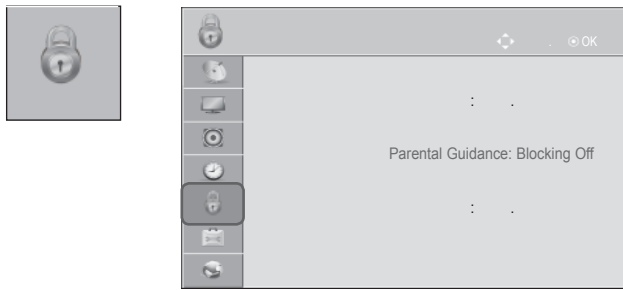 . ⦿ OK
: .
Parental Guidance: Blocking Off
: .